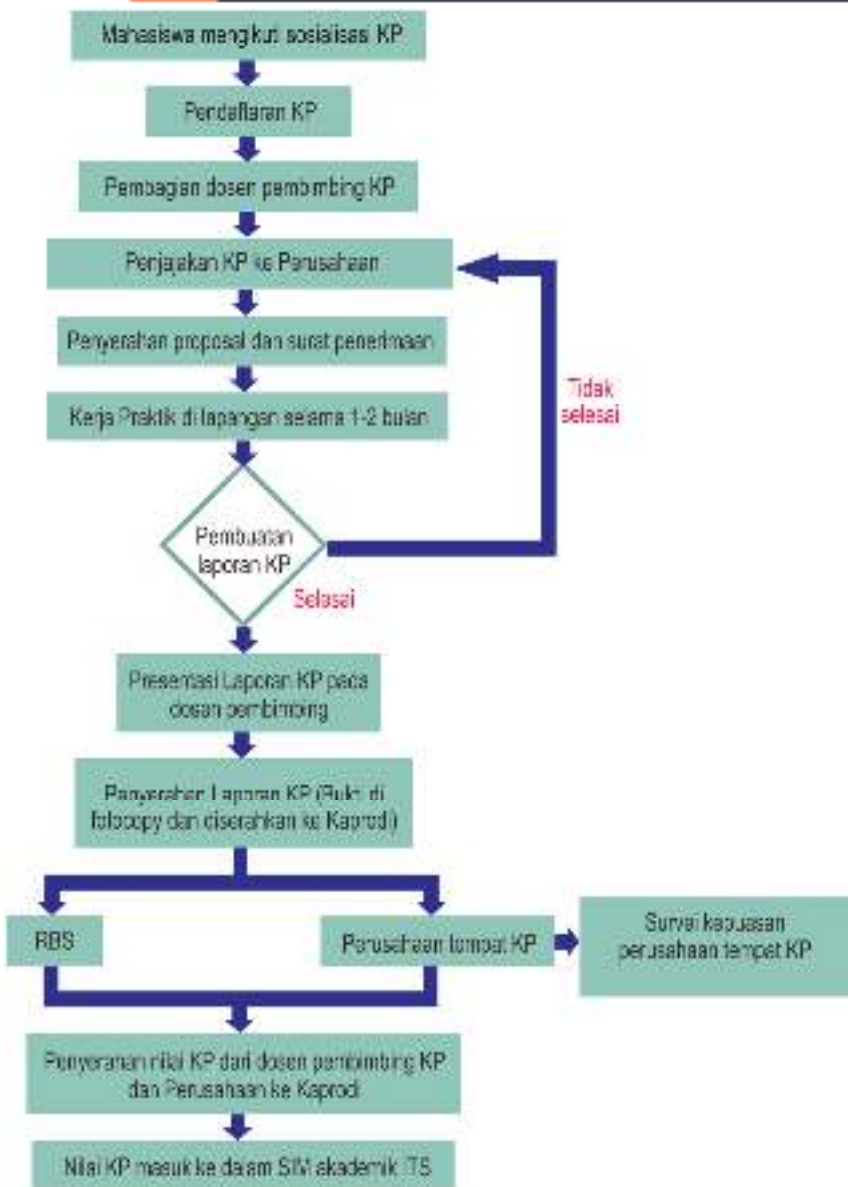 Mahasiswa mengikuti sosialisasi KP
Pendaftaran KP
Pembagian dosen pembimbing KP
Penjajakan KP ke Perusahaan
Penyerahan proposal dan surat penerimaan
Tidak
selesai
Kerja Praktik di lapangan selama 1-2 bulan
Pembuatan
laporan KP
Selesai
Presentasi Laporan KP pada
dosen pembimbing
Penyerahan Laporan KP (Bukti di
fotocopy dan diserahkan ke Kaprodi)
RBS
Perusahaan tempat KP
Survei kepuasan
perusahaan tempat KP
Penyerahan nilai KP dari dosen pembimbing KP
dan Perusahaan ke Kaprodi
Nilai KP masuk ke dalam SIM akademik ITS